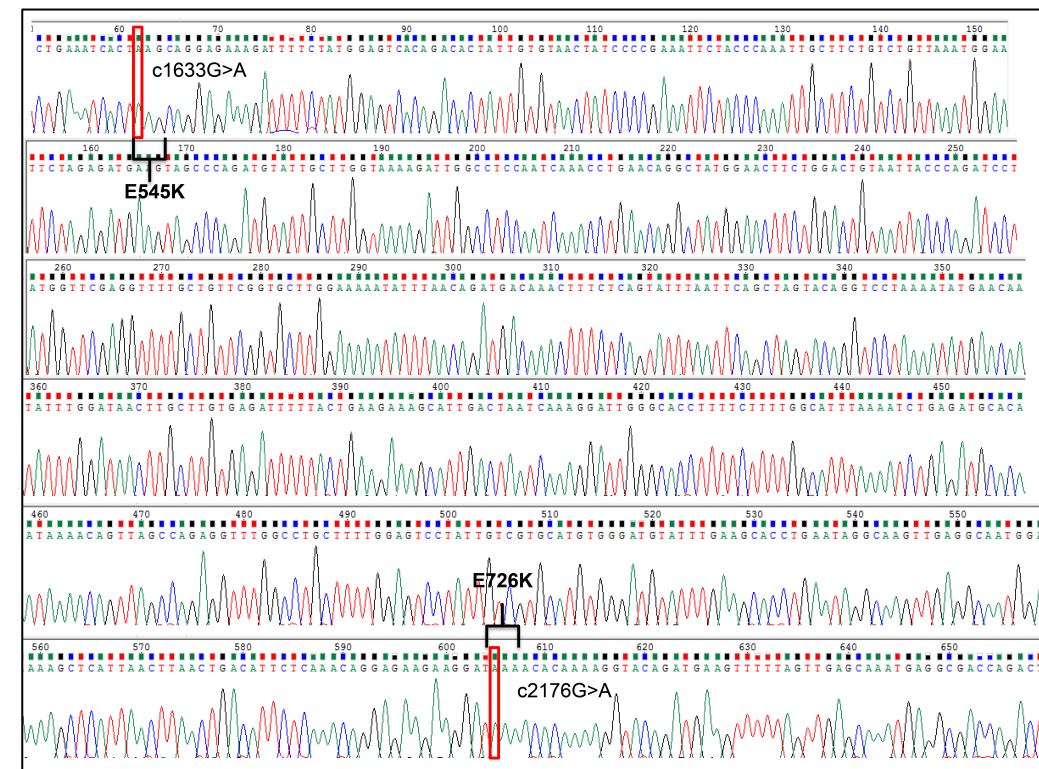 60 70 80 90 100 110 120 130 140 150
CTGAAATCACTAAGCAGGAGAAAGATTTTCTATGGAGTCACAGACACTATTGTGTAACTATCCCCGAAATTCTACCCAAATTGCTTCTGTCTGTTAAATGGAA
c1633G>A
160 170 180 190 200 210 220 230 240 250
TTCTAGAGATGAATGTAGCCCAGATGTATTGCTTGGTAAAAGATTGGCCTCCAATCAAACCTGAACAGGCTATGGAACTTCTGGACTGTAATTACCCAGATCCT
E545K
260 270 280 290 300 310 320 330 340 350
ATGGTTCGAGGTTTTGCTGTTCGGTGCTTGGAAAAATATTTAACAGATGACAAACTTTCTCAGTATTTAATTCAGCTAGTACAGGTCCTAAAATATGAACAA
360 370 380 390 400 410 420 430 440 450
TATTTGGATAACTTGCTTGTGAGATTTTTACTGAAGAAAGCATTGACTAATCAAAGGATTGGGCACCTTTTCTTTTGGCATTTAAAATCTGAGATGCACA
460 470 480 490 500 510 520 530 540 550
ATAAAACAGTTAGCCAGAGGTTTGGCCTGCTTTTGGAGTCCTATTGTCGTGCATGTGGGATGTATTTGAAGCACCTGAATAGGCAAGTTGAGGCAATGGA
E726K
560 570 580 590 600 610 620 630 640 650
AAAGCTCATTAACTTAACTGACATTCTCAAACAGGAGAAGAAGGATAAAACACAAAAGGTACAGATGAAGTTTTTAGTTGAGCAAATGAGGCGACCAGACT
c2176G>A